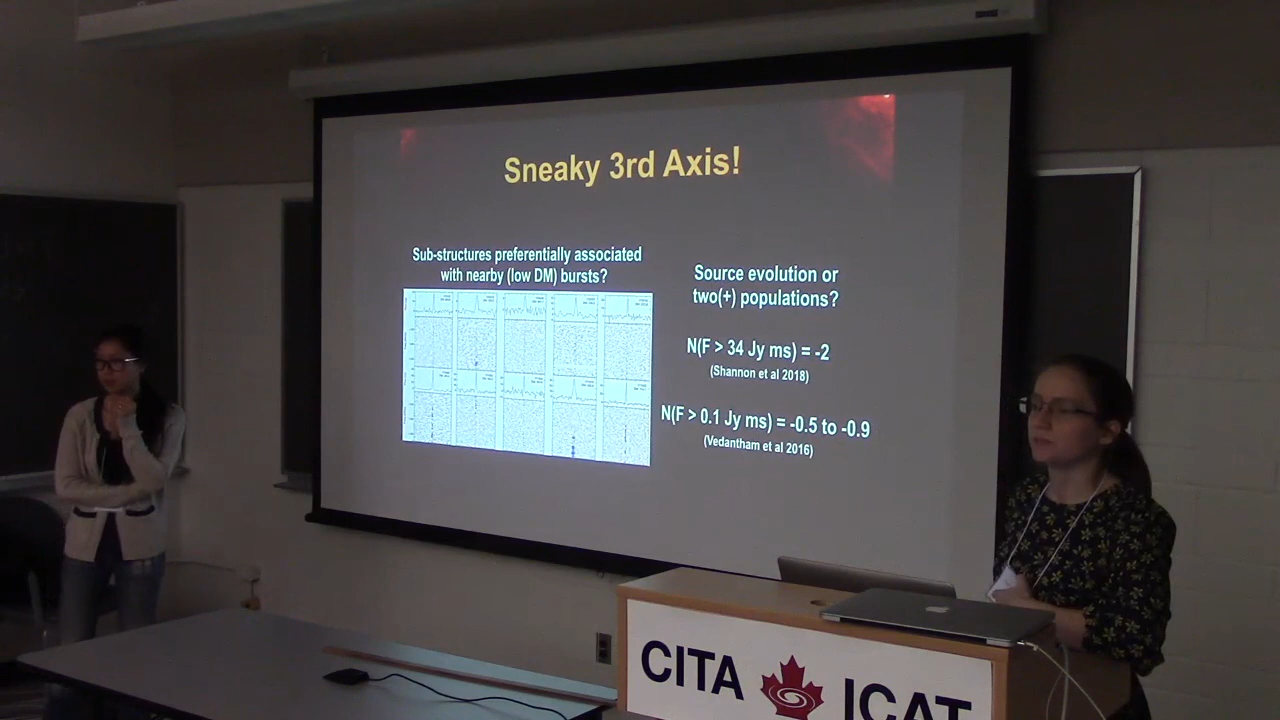 Sneaky 3rd Axis!
Sub-structures preferentially associated
with nearby (low DM) bursts?
Source evolution or
two(+) populations?
N(F > 34 Jy ms) = -2
(Shannon et al 2018)
N(F > 0.1 Jy ms) = -0.5 to -0.9
(Vedantham et al 2016)
CITA ICAT